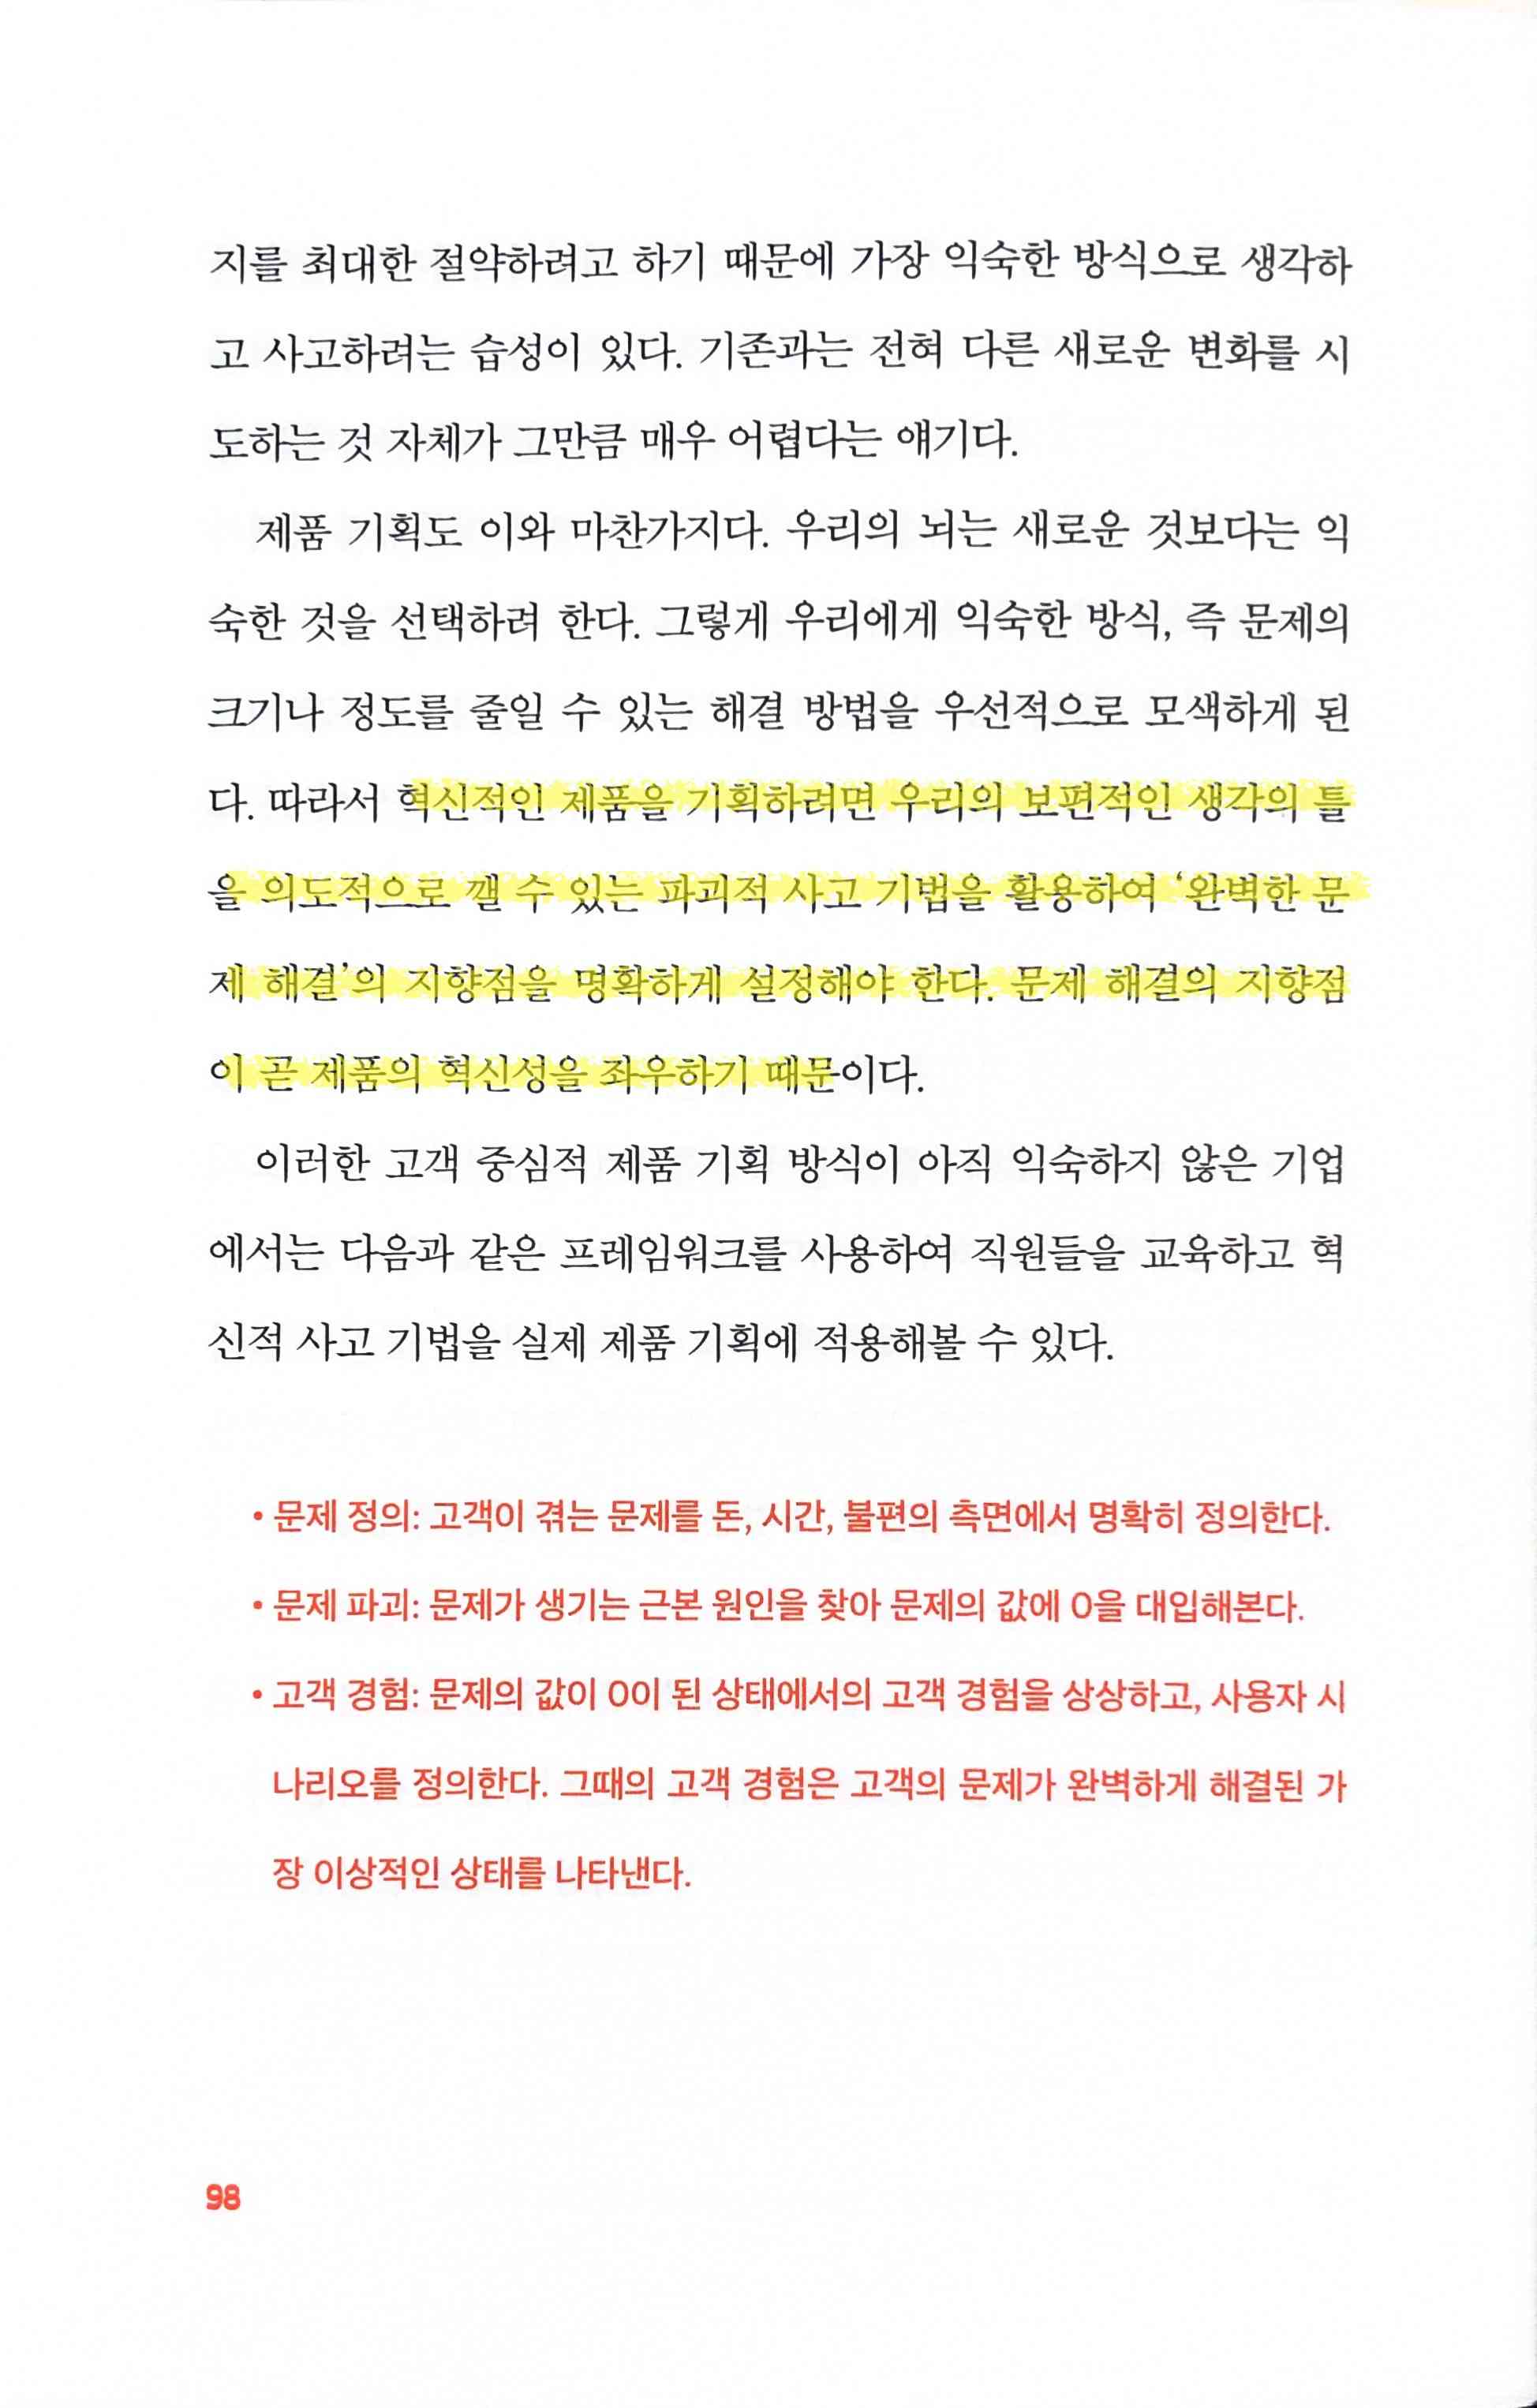 지를 최대한 절약하려고 하기 때문에 가장 익숙한 방식으로 생각하
고 사고하려는 습성이 있다. 기존과는 전혀 다른 새로운 변화를 시
도하는 것 자체가 그만큼 매우 어렵다는 얘기다.
제품 기획도 이와 마찬가지다. 우리의 뇌는 새로운 것보다는 익
숙한 것을 선택하려 한다. 그렇게 우리에게 익숙한 방식, 즉 문제의
크기나 정도를 줄일 수 있는 해결 방법을 우선적으로 모색하게 된
다. 따라서 혁신적인 제품을 기획하려면 우리의 보편적인 생각의 틀
을 의도적으로 깰 수 있는 파괴적 사고 기법을 활용하여 ‘완벽한 문
제 해결’의 지향점을 명확하게 설정해야 한다. 문제 해결의 지향점
이 곧 제품의 혁신성을 좌우하기 때문이다.
이러한 고객 중심적 제품 기획 방식이 아직 익숙하지 않은 기업
에서는 다음과 같은 프레임워크를 사용하여 직원들을 교육하고 혁
신적 사고 기법을 실제 제품 기획에 적용해볼 수 있다.
• 문제 정의: 고객이 겪는 문제를 돈, 시간, 불편의 측면에서 명확히 정의한다.
• 문제 파괴: 문제가 생기는 근본 원인을 찾아 문제의 값에 0을 대입해본다.
• 고객 경험: 문제의 값이 0이 된 상태에서의 고객 경험을 상상하고, 사용자 시
나리오를 정의한다. 그때의 고객 경험은 고객의 문제가 완벽하게 해결된 가
장 이상적인 상태를 나타낸다.
98